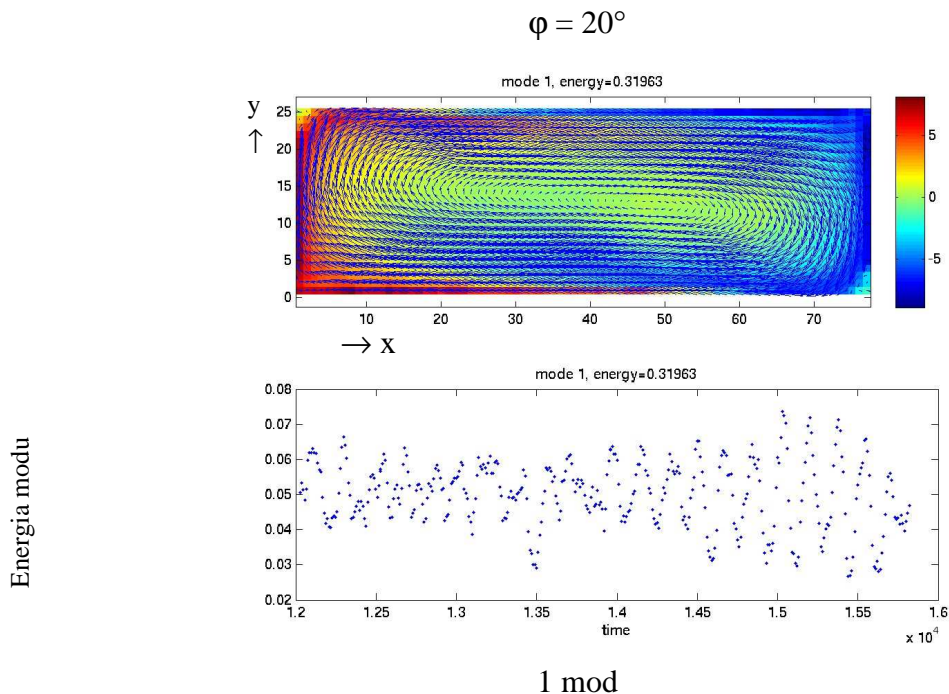 φ = 20°
mode 1, energy=0.31963
y
↑
25
20
15
10
5
0
10 20 30 40 50 60 70
5
0
-5
→ x
mode 1, energy=0.31963
Energia modu
0.08
0.07
0.06
0.05
0.04
0.03
0.02
1.2 1.25 1.3 1.35 1.4 1.45 1.5 1.55 1.6
time
x 10⁴
1 mod